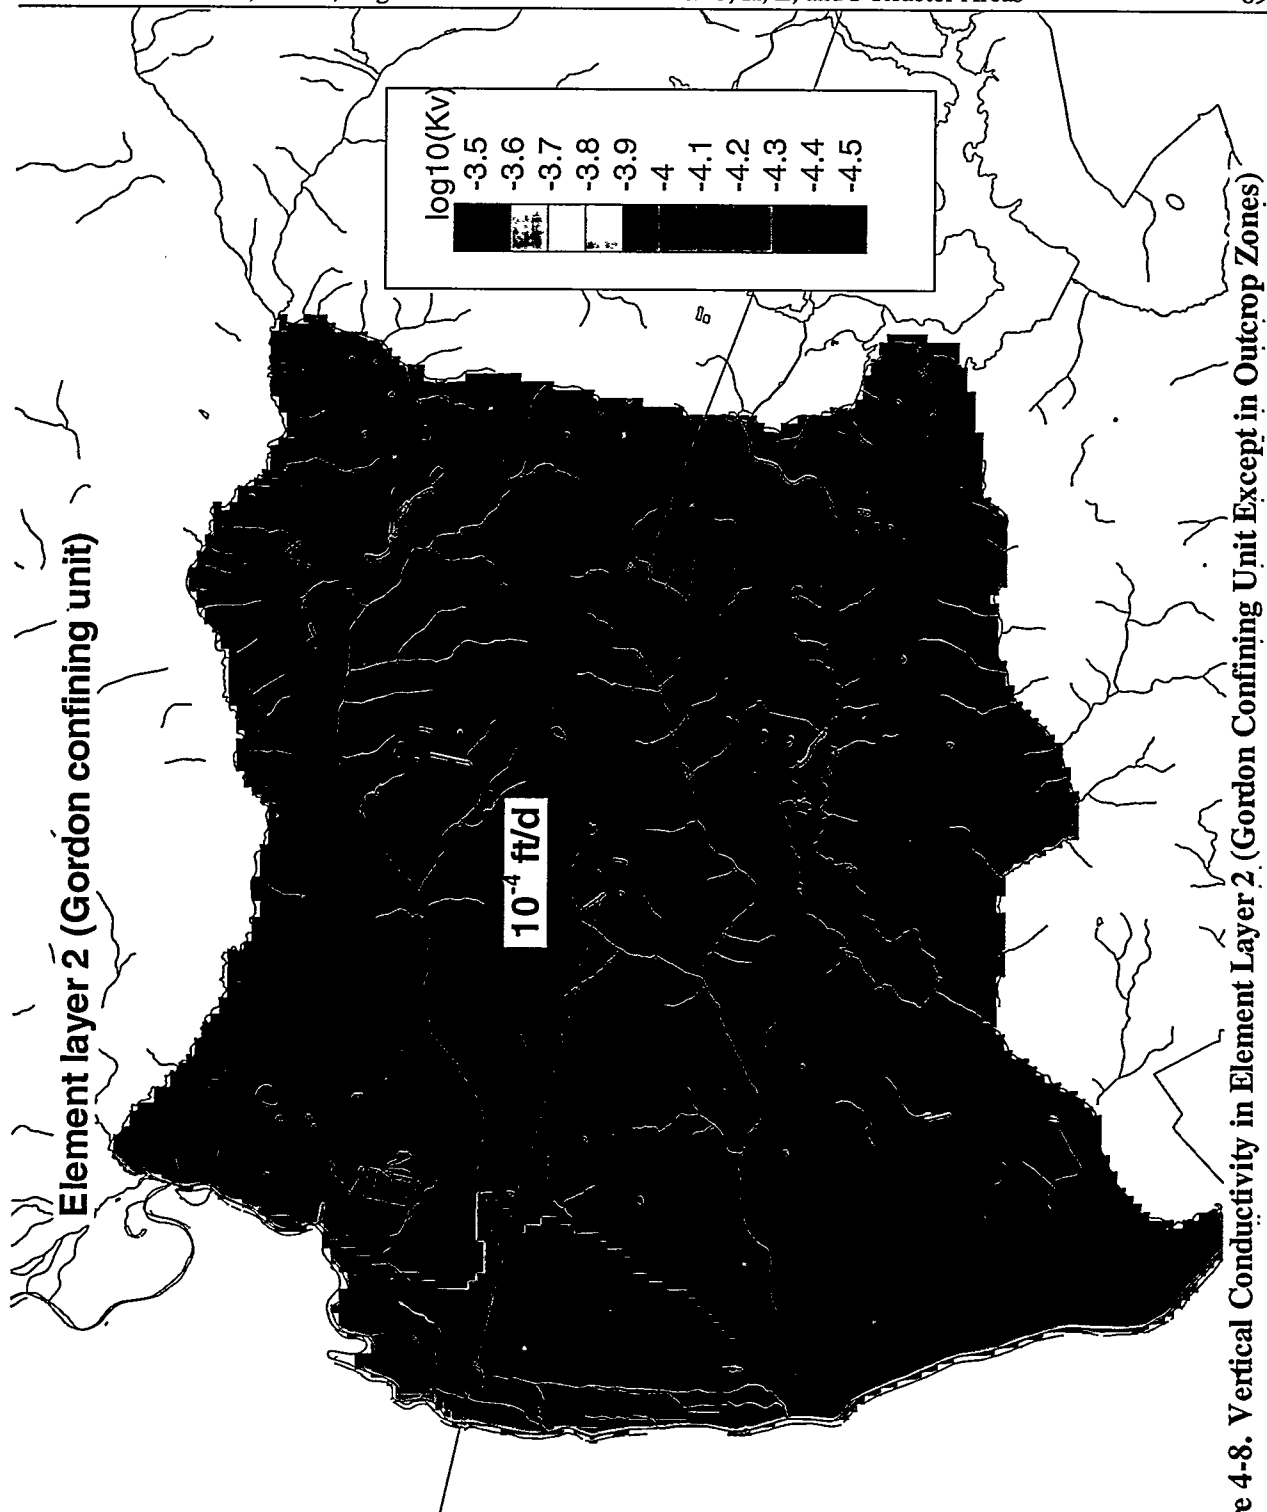 and
Areas
Element layer 2 (Gordon confining unit)
log10(Kv)
-3.5
-3.6
-3.7
-3.8
-3.9
-4
-4.1
-4.2
-4.3
-4.4
-4.5
10⁻⁴ ft/d
e 4-8. Vertical Conductivity in Element Layer 2 (Gordon Confining Unit Except in Outcrop Zones)